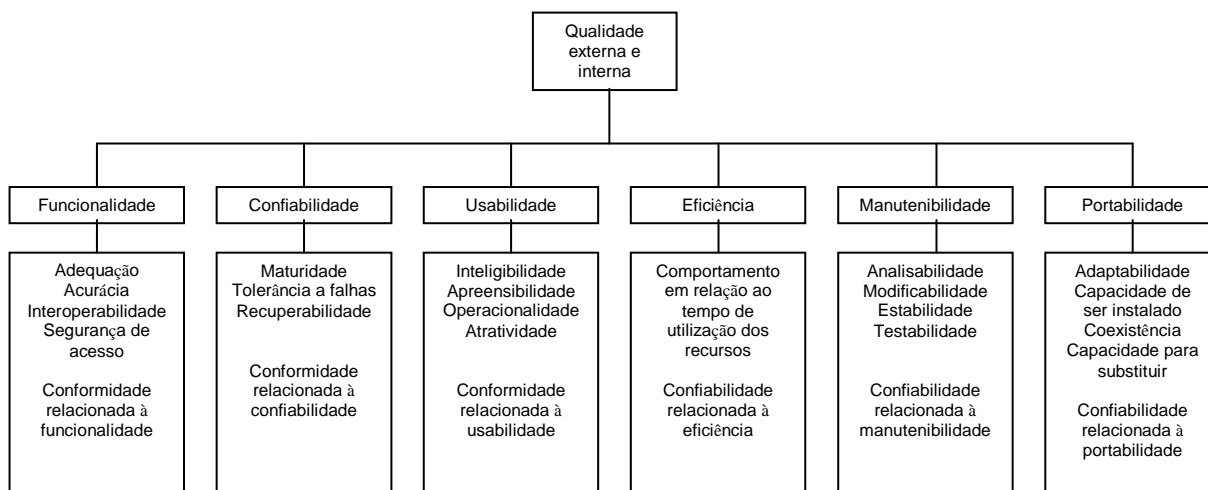 Qualidade
externa e
interna
Funcionalidade
Confiabilidade
Usabilidade
Eficiência
Manutenibilidade
Portabilidade
Adequação
Acurácia
Interoperabilidade
Segurança de
acesso
Conformidade
relacionada à
funcionalidade
Maturidade
Tolerância a falhas
Recuperabilidade
Conformidade
relacionada à
confiabilidade
Inteligibilidade
Apreensibilidade
Operacionalidade
Atratividade
Conformidade
relacionada à
usabilidade
Comportamento
em relação ao
tempo de
utilização dos
recursos
Confiabilidade
relacionada à
eficiência
Analisabilidade
Modificabilidade
Estabilidade
Testabilidade
Confiabilidade
relacionada à
manutenibilidade
Adaptabilidade
Capacidade de
ser instalado
Coexistência
Capacidade para
substituir
Confiabilidade
relacionada à
portabilidade